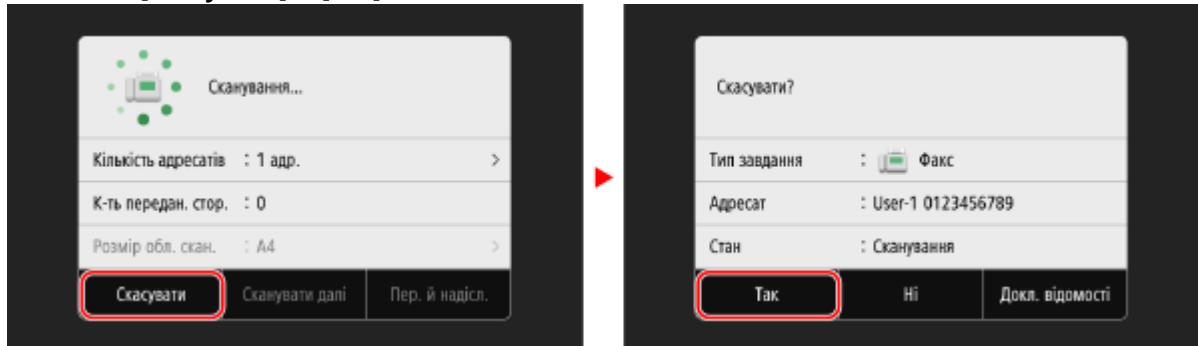 Сканування...
Кількість адресатів : 1 адр. >
К-ть передан. стор. : 0
Розмір обл. скан. : A4 >
Скасувати Сканувати далі Пер. й надісл.
Скасувати?
Тип завдання : Факс
Адресат : User-1 0123456789
Стан : Сканування
Так Ні Докл. відомості